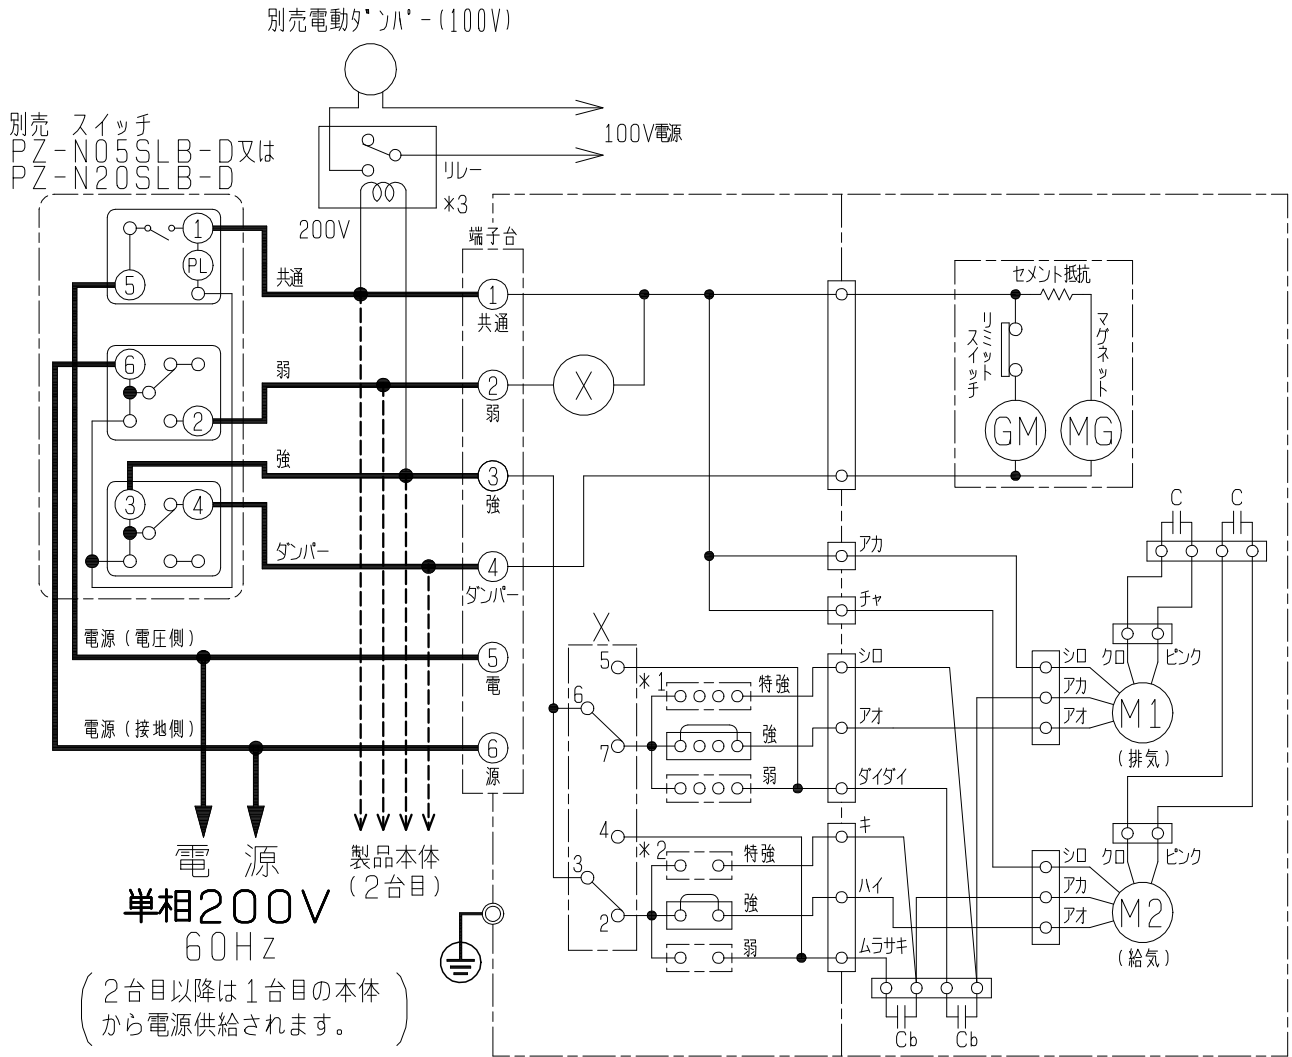 別売電動ダンパー(100V)
100V電源
リレー
*3
200V
別売 スイッチ
PZ-N05SLB-D又は
PZ-N20SLB-D
1
PL
5
6
2
3
4
共通
弱
強
ダンパー
電源(電圧側)
電源(接地側)
端子台
1
共通
2
弱
3
強
4
ダンパー
5
電
6
源
X
セメント抵抗
リミット
スイッチ
マグネット
GM
MG
C
C
アカ
チャ
X
5
6
7
4
3
2
*1
特強
強
弱
*2
特強
強
弱
シロ
アオ
ダイダイ
キ
ハイ
ムラサキ
シロ
アカ
アオ
クロ
ピンク
M1
(排気)
シロ
アカ
アオ
クロ
ピンク
M2
(給気)
Cb
Cb
電 源
単相200V
60Hz
(2台目以降は1台目の本体
から電源供給されます。)
製品本体
(2台目)